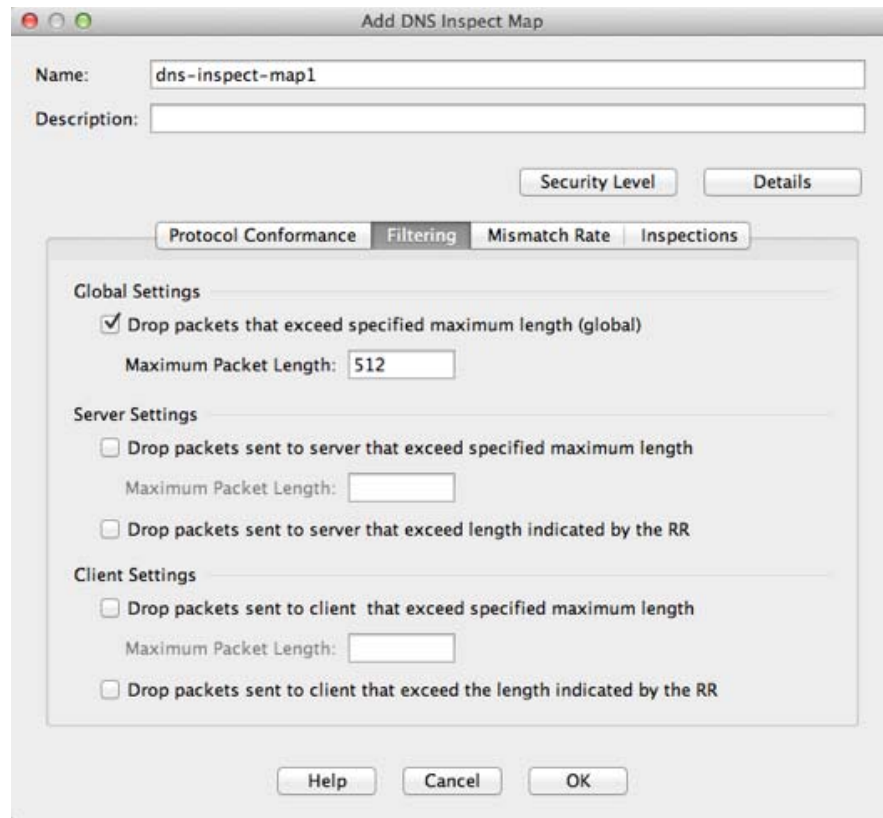 Add DNS Inspect Map
Name: dns-inspect-map1
Description:
Security Level Details
Protocol Conformance Filtering Mismatch Rate Inspections
Global Settings
Drop packets that exceed specified maximum length (global)
Maximum Packet Length: 512
Server Settings
Drop packets sent to server that exceed specified maximum length
Maximum Packet Length:
Drop packets sent to server that exceed length indicated by the RR
Client Settings
Drop packets sent to client that exceed specified maximum length
Maximum Packet Length:
Drop packets sent to client that exceed the length indicated by the RR
Help Cancel OK